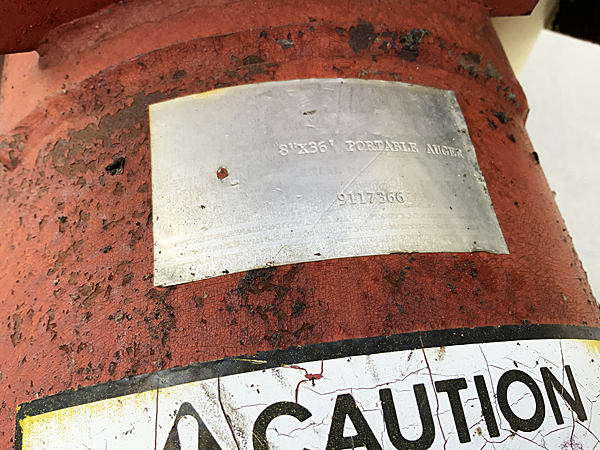 8"X36' PORTABLE AUGER
9117366
CAUTION